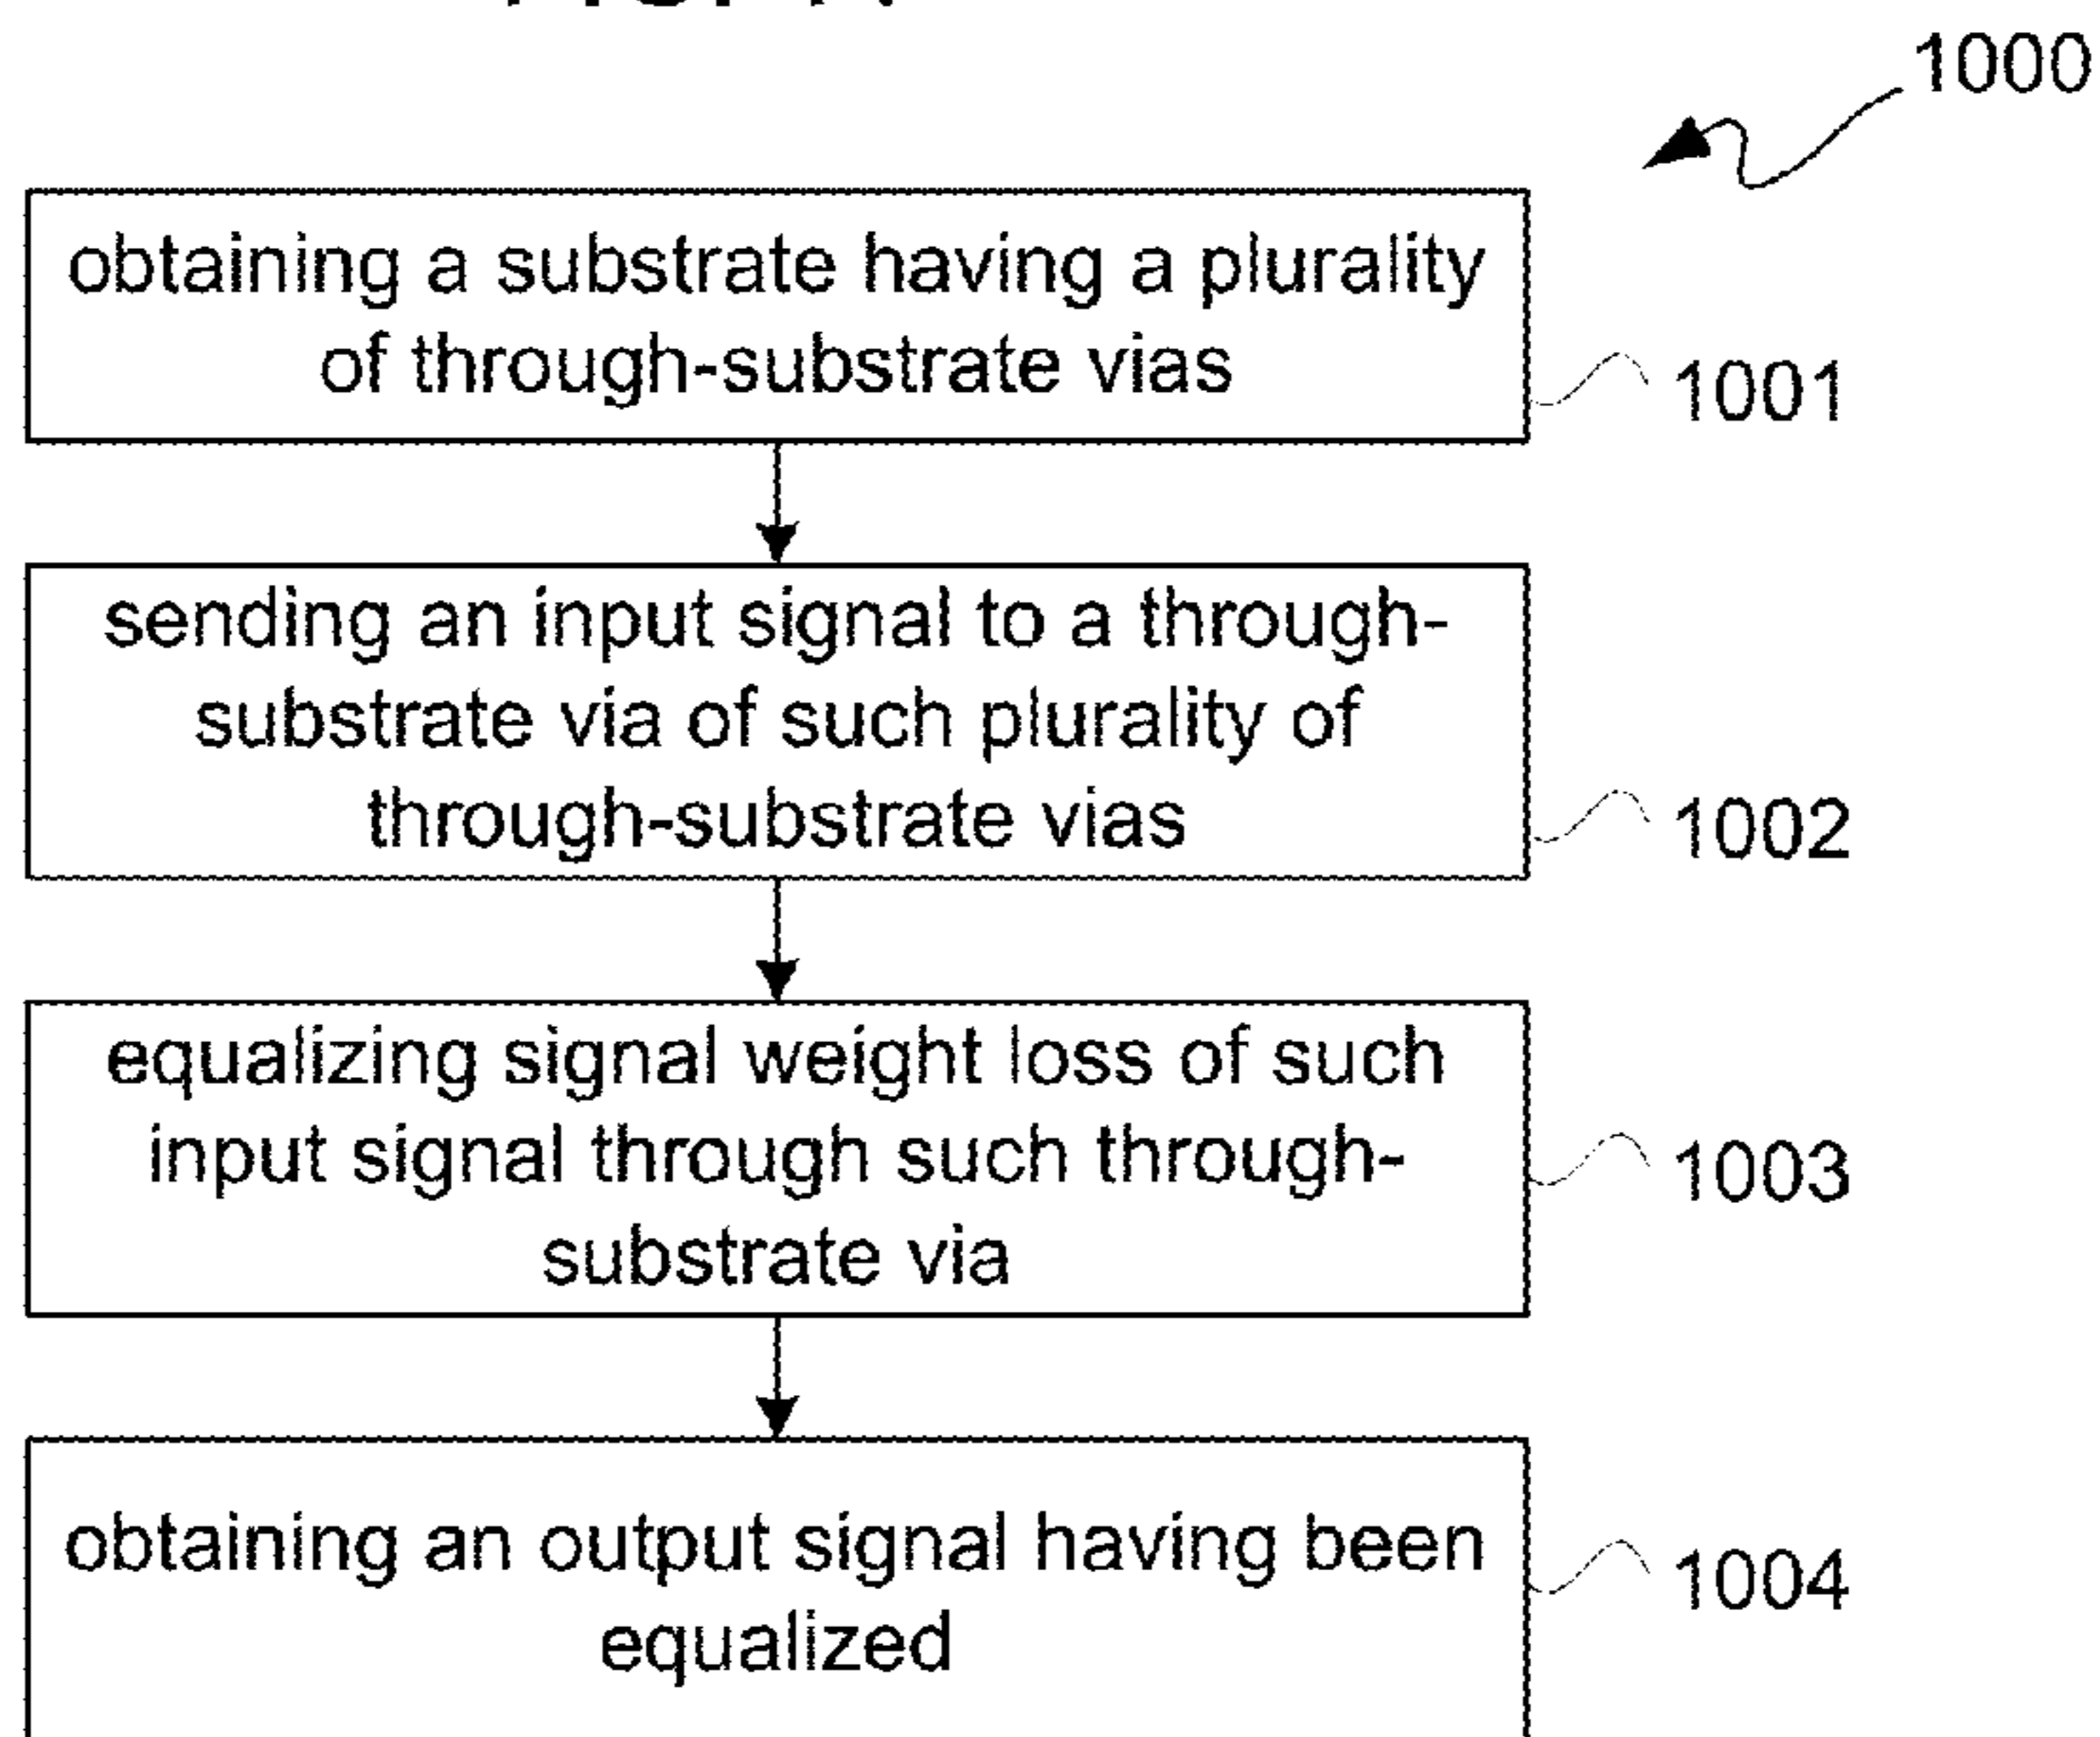 1000
obtaining a substrate having a plurality
of through-substrate vias
1001
sending an input signal to a through-
substrate via of such plurality of
through-substrate vias
1002
equalizing signal weight loss of such
input signal through such through-
substrate via
1003
obtaining an output signal having been
equalized
1004